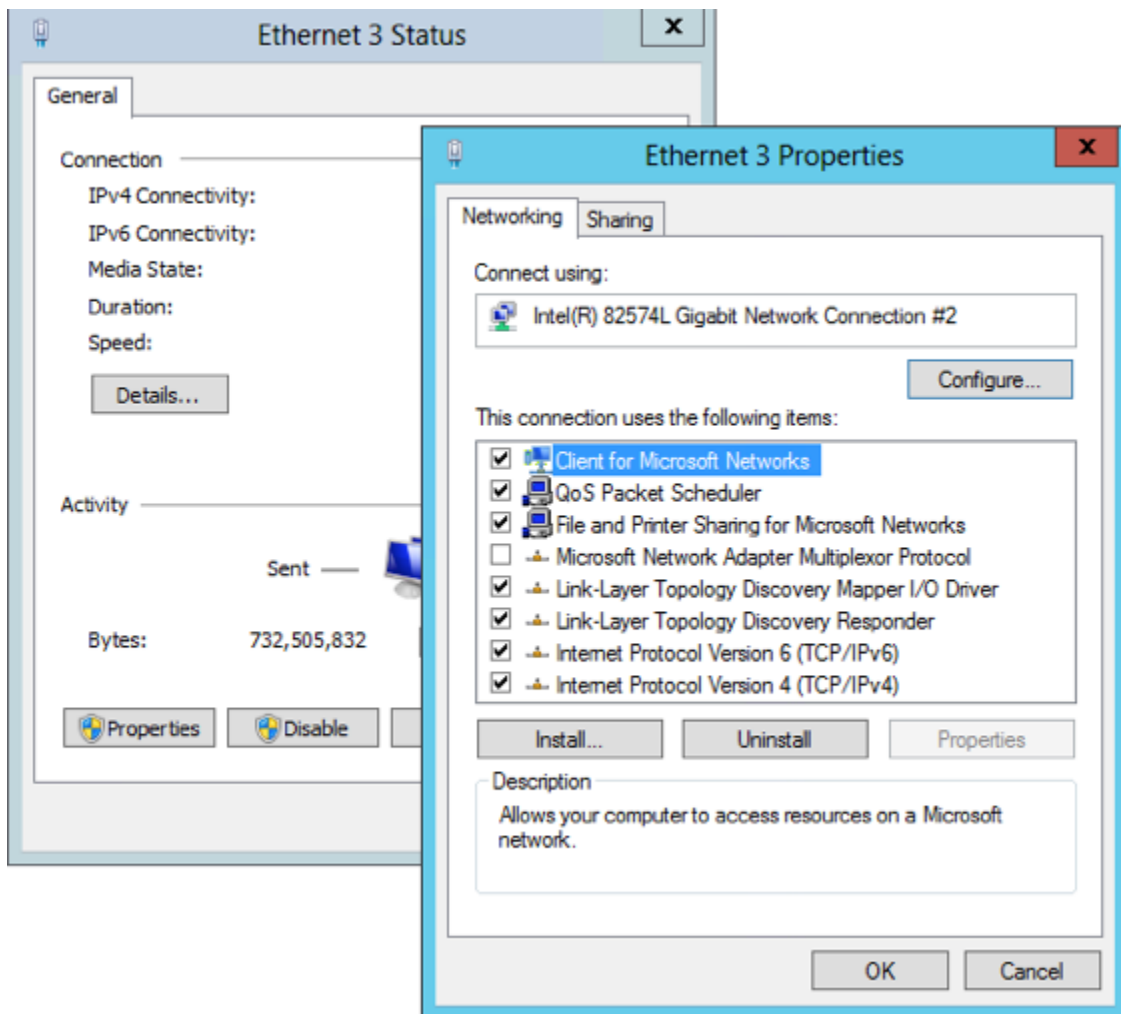 Ethernet 3 Status
x
General
Connection
IPv4 Connectivity:
IPv6 Connectivity:
Media State:
Duration:
Speed:
Details...
Activity
Sent
Bytes: 732,505,832
Properties
Disable
Ethernet 3 Properties
x
Networking
Sharing
Connect using:
Intel(R) 82574L Gigabit Network Connection #2
Configure...
This connection uses the following items:
Client for Microsoft Networks
QoS Packet Scheduler
File and Printer Sharing for Microsoft Networks
Microsoft Network Adapter Multiplexor Protocol
Link-Layer Topology Discovery Mapper I/O Driver
Link-Layer Topology Discovery Responder
Internet Protocol Version 6 (TCP/IPv6)
Internet Protocol Version 4 (TCP/IPv4)
Install...
Uninstall
Properties
Description
Allows your computer to access resources on a Microsoft
network.
OK
Cancel